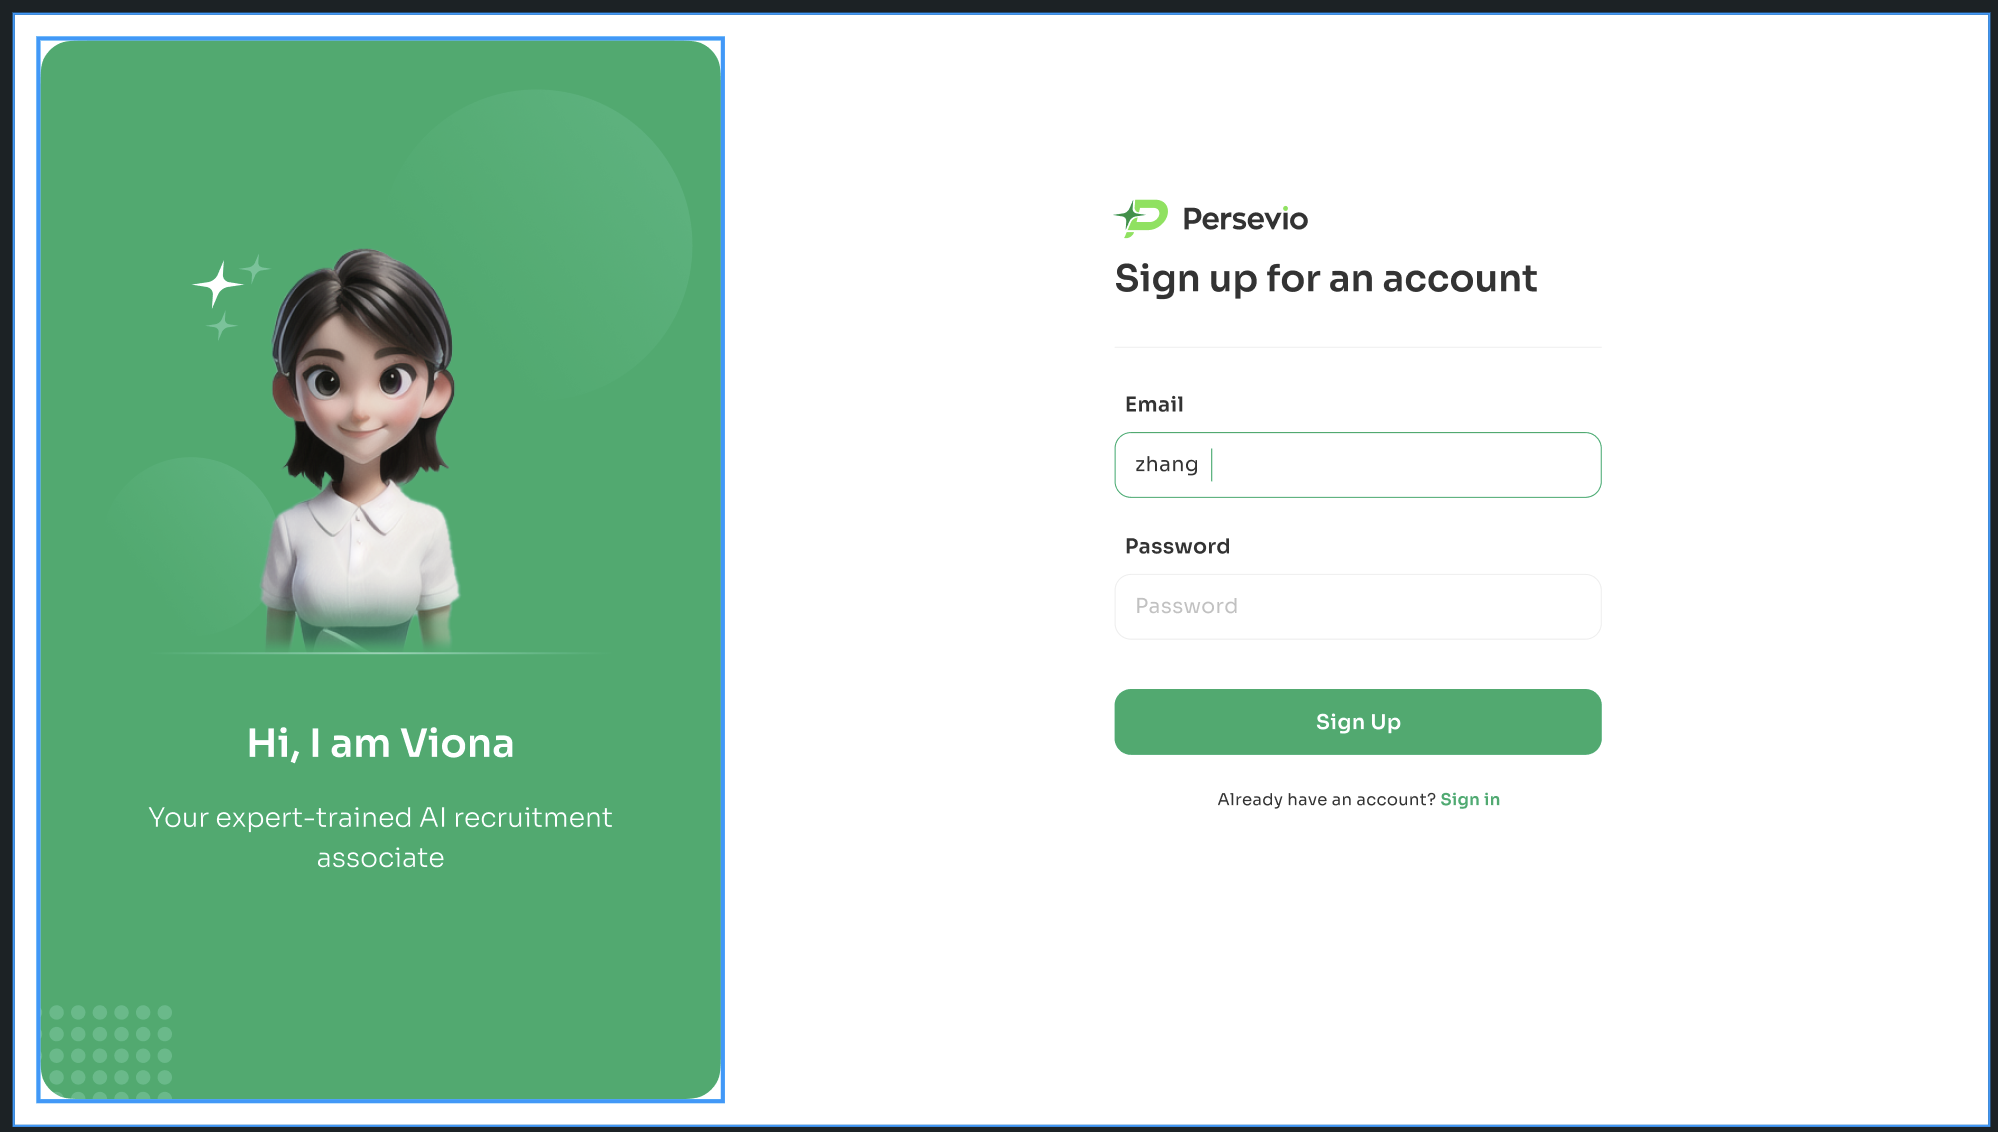 Hi, I am Viona
Your expert-trained AI recruitment
associate
Persevio
Sign up for an account
Email
zhang
Password
Password
Sign Up
Already have an account? Sign in